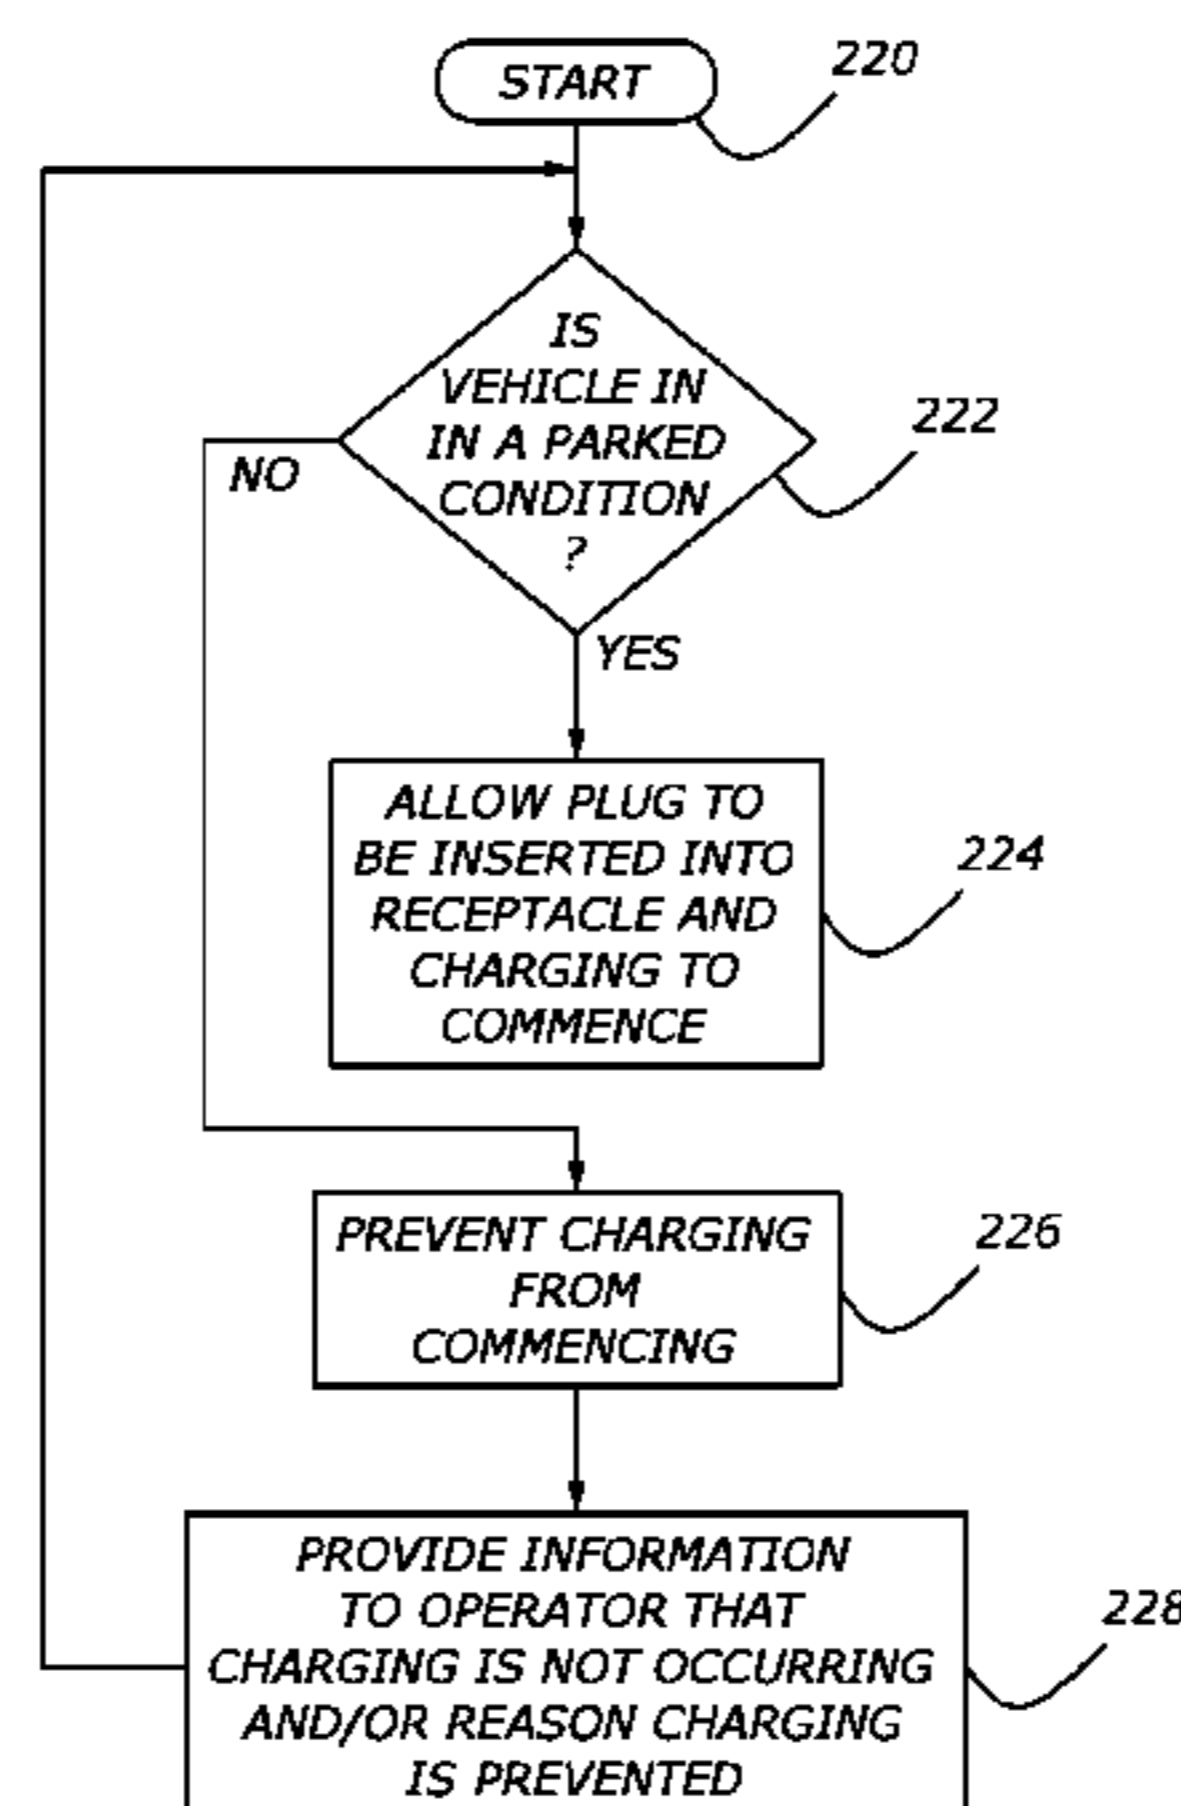 START
220
IS
VEHICLE IN
IN A PARKED
CONDITION
?
222
NO
YES
ALLOW PLUG TO
BE INSERTED INTO
RECEPTACLE AND
CHARGING TO
COMMENCE
224
PREVENT CHARGING
FROM
COMMENCING
226
PROVIDE INFORMATION
TO OPERATOR THAT
CHARGING IS NOT OCCURRING
AND/OR REASON CHARGING
IS PREVENTED
228